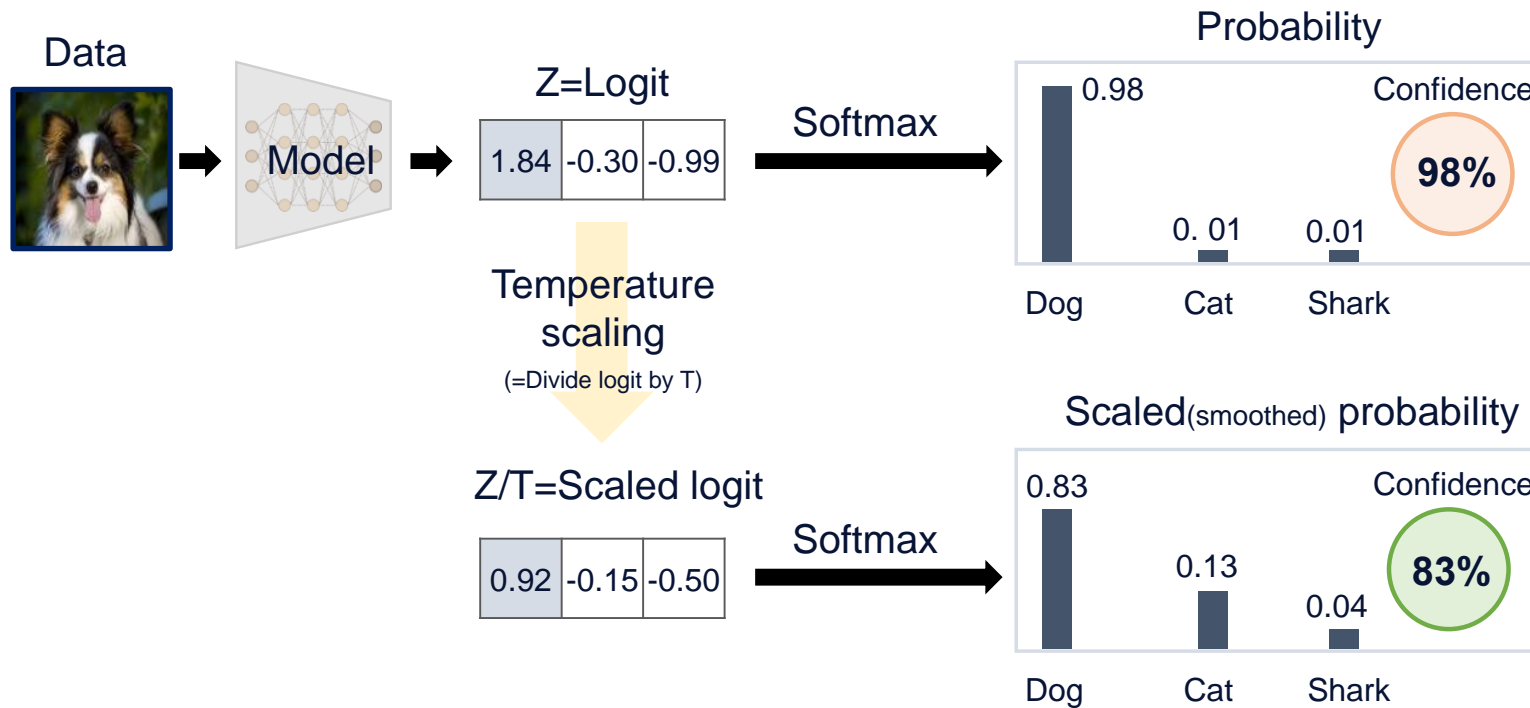 Data
Model
Z=Logit
1.84 -0.30 -0.99
Softmax
Probability
0.98
0. 01
0.01
Confidence
98%
Dog Cat Shark
Temperature
scaling
(=Divide logit by T)
Z/T=Scaled logit
0.92 -0.15 -0.50
Softmax
Scaled(smoothed) probability
0.83
0.13
0.04
Confidence
83%
Dog Cat Shark